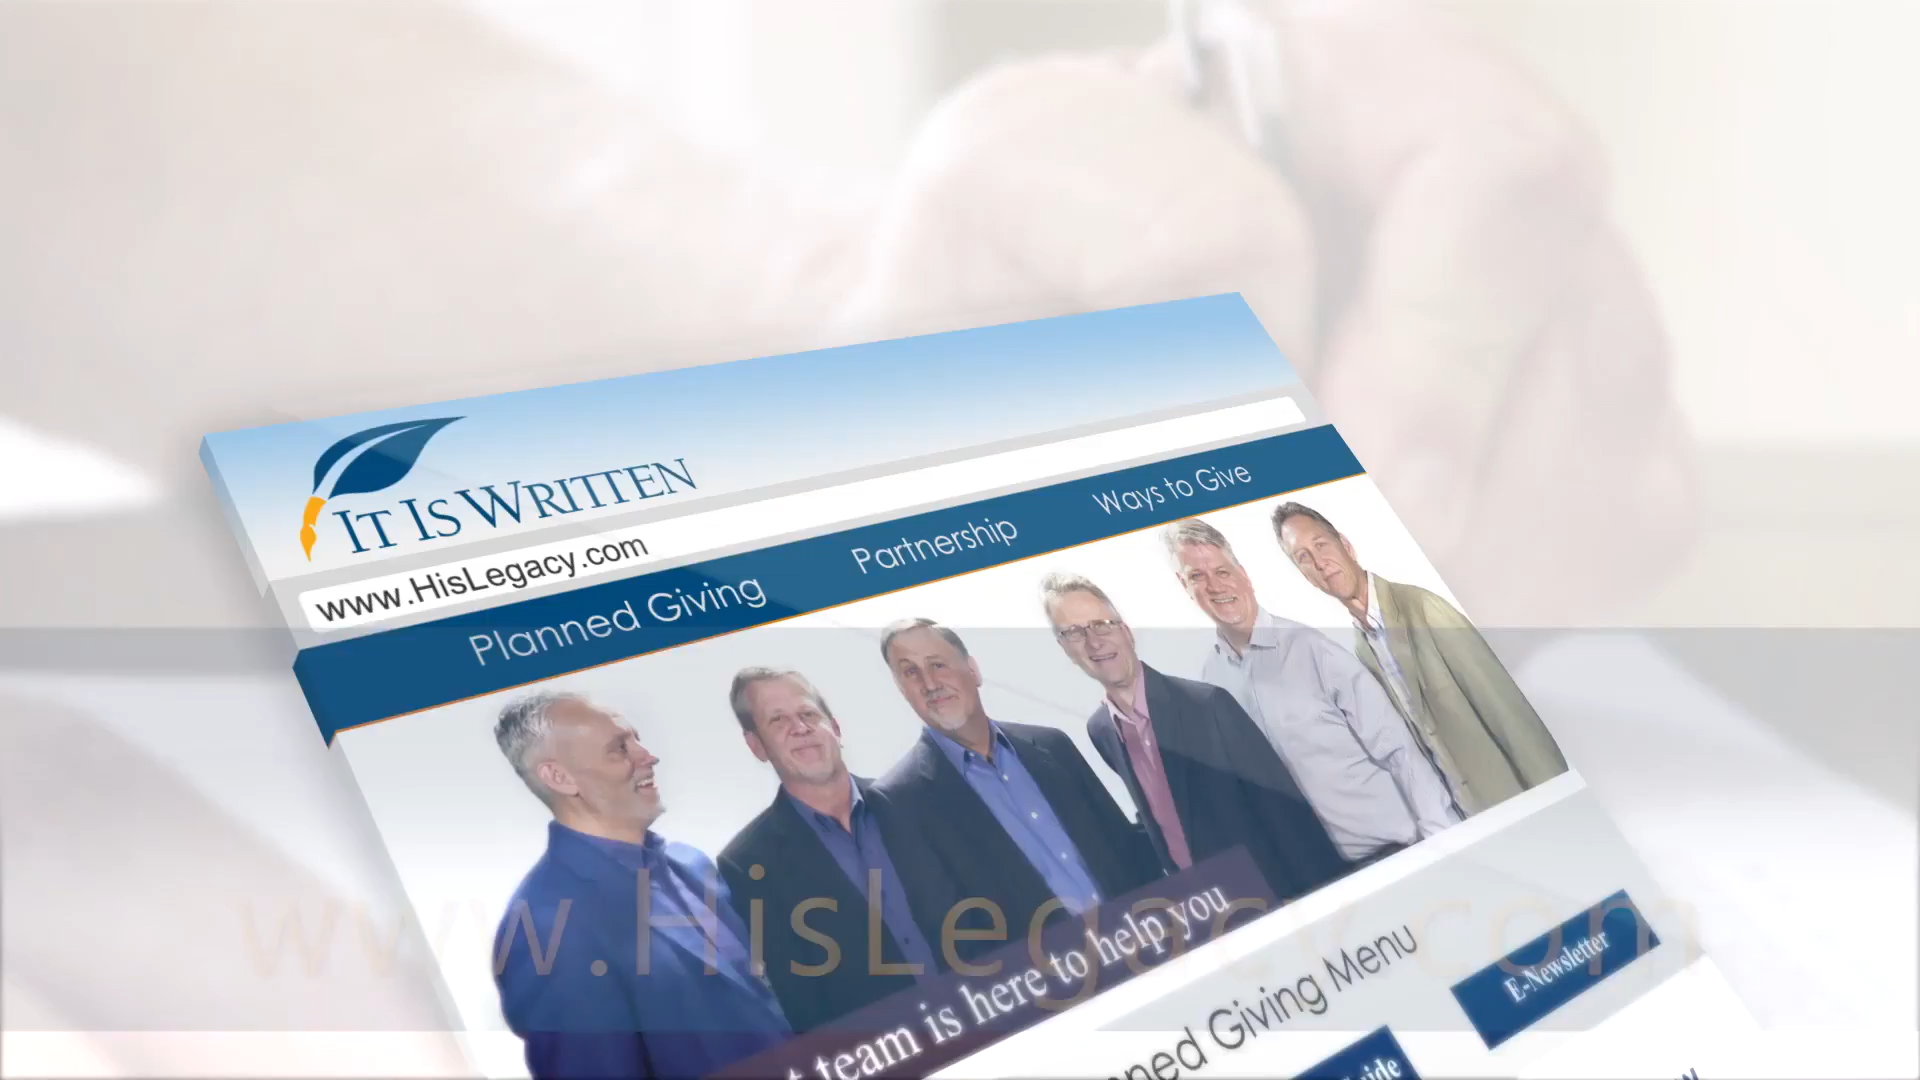 IT IS WRITTEN
www.HisLegacy.com
Planned Giving
Partnership
Ways to Give
team is here to help you
www.HisLegacy.com
Giving Menu
E-Newsletter